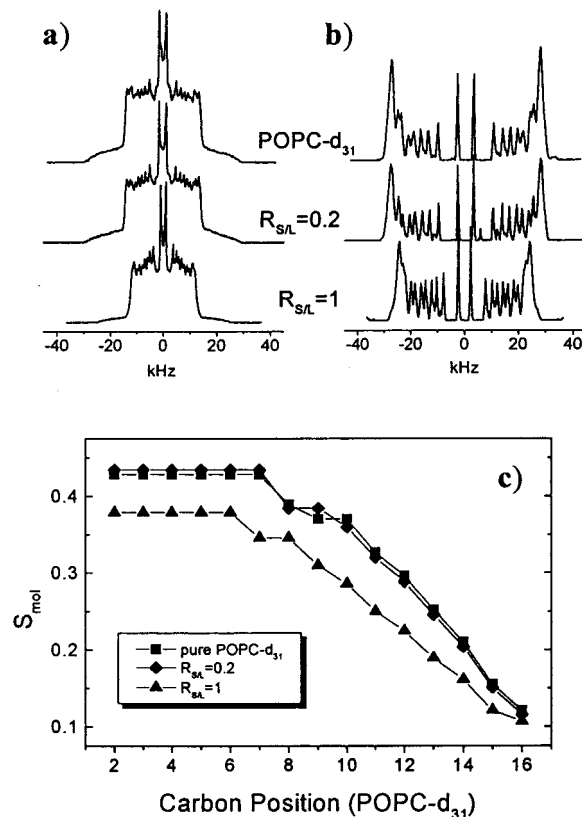 a)
b)
POPC-d31
RS/L=0.2
RS/L=1
-40 -20 0 20 40
kHz
-40 -20 0 20 40
kHz
c)
0.4
0.3
0.2
0.1
Smol
pure POPC-d31
RS/L=0.2
RS/L=1
2 4 6 8 10 12 14 16
Carbon Position (POPC-d31)